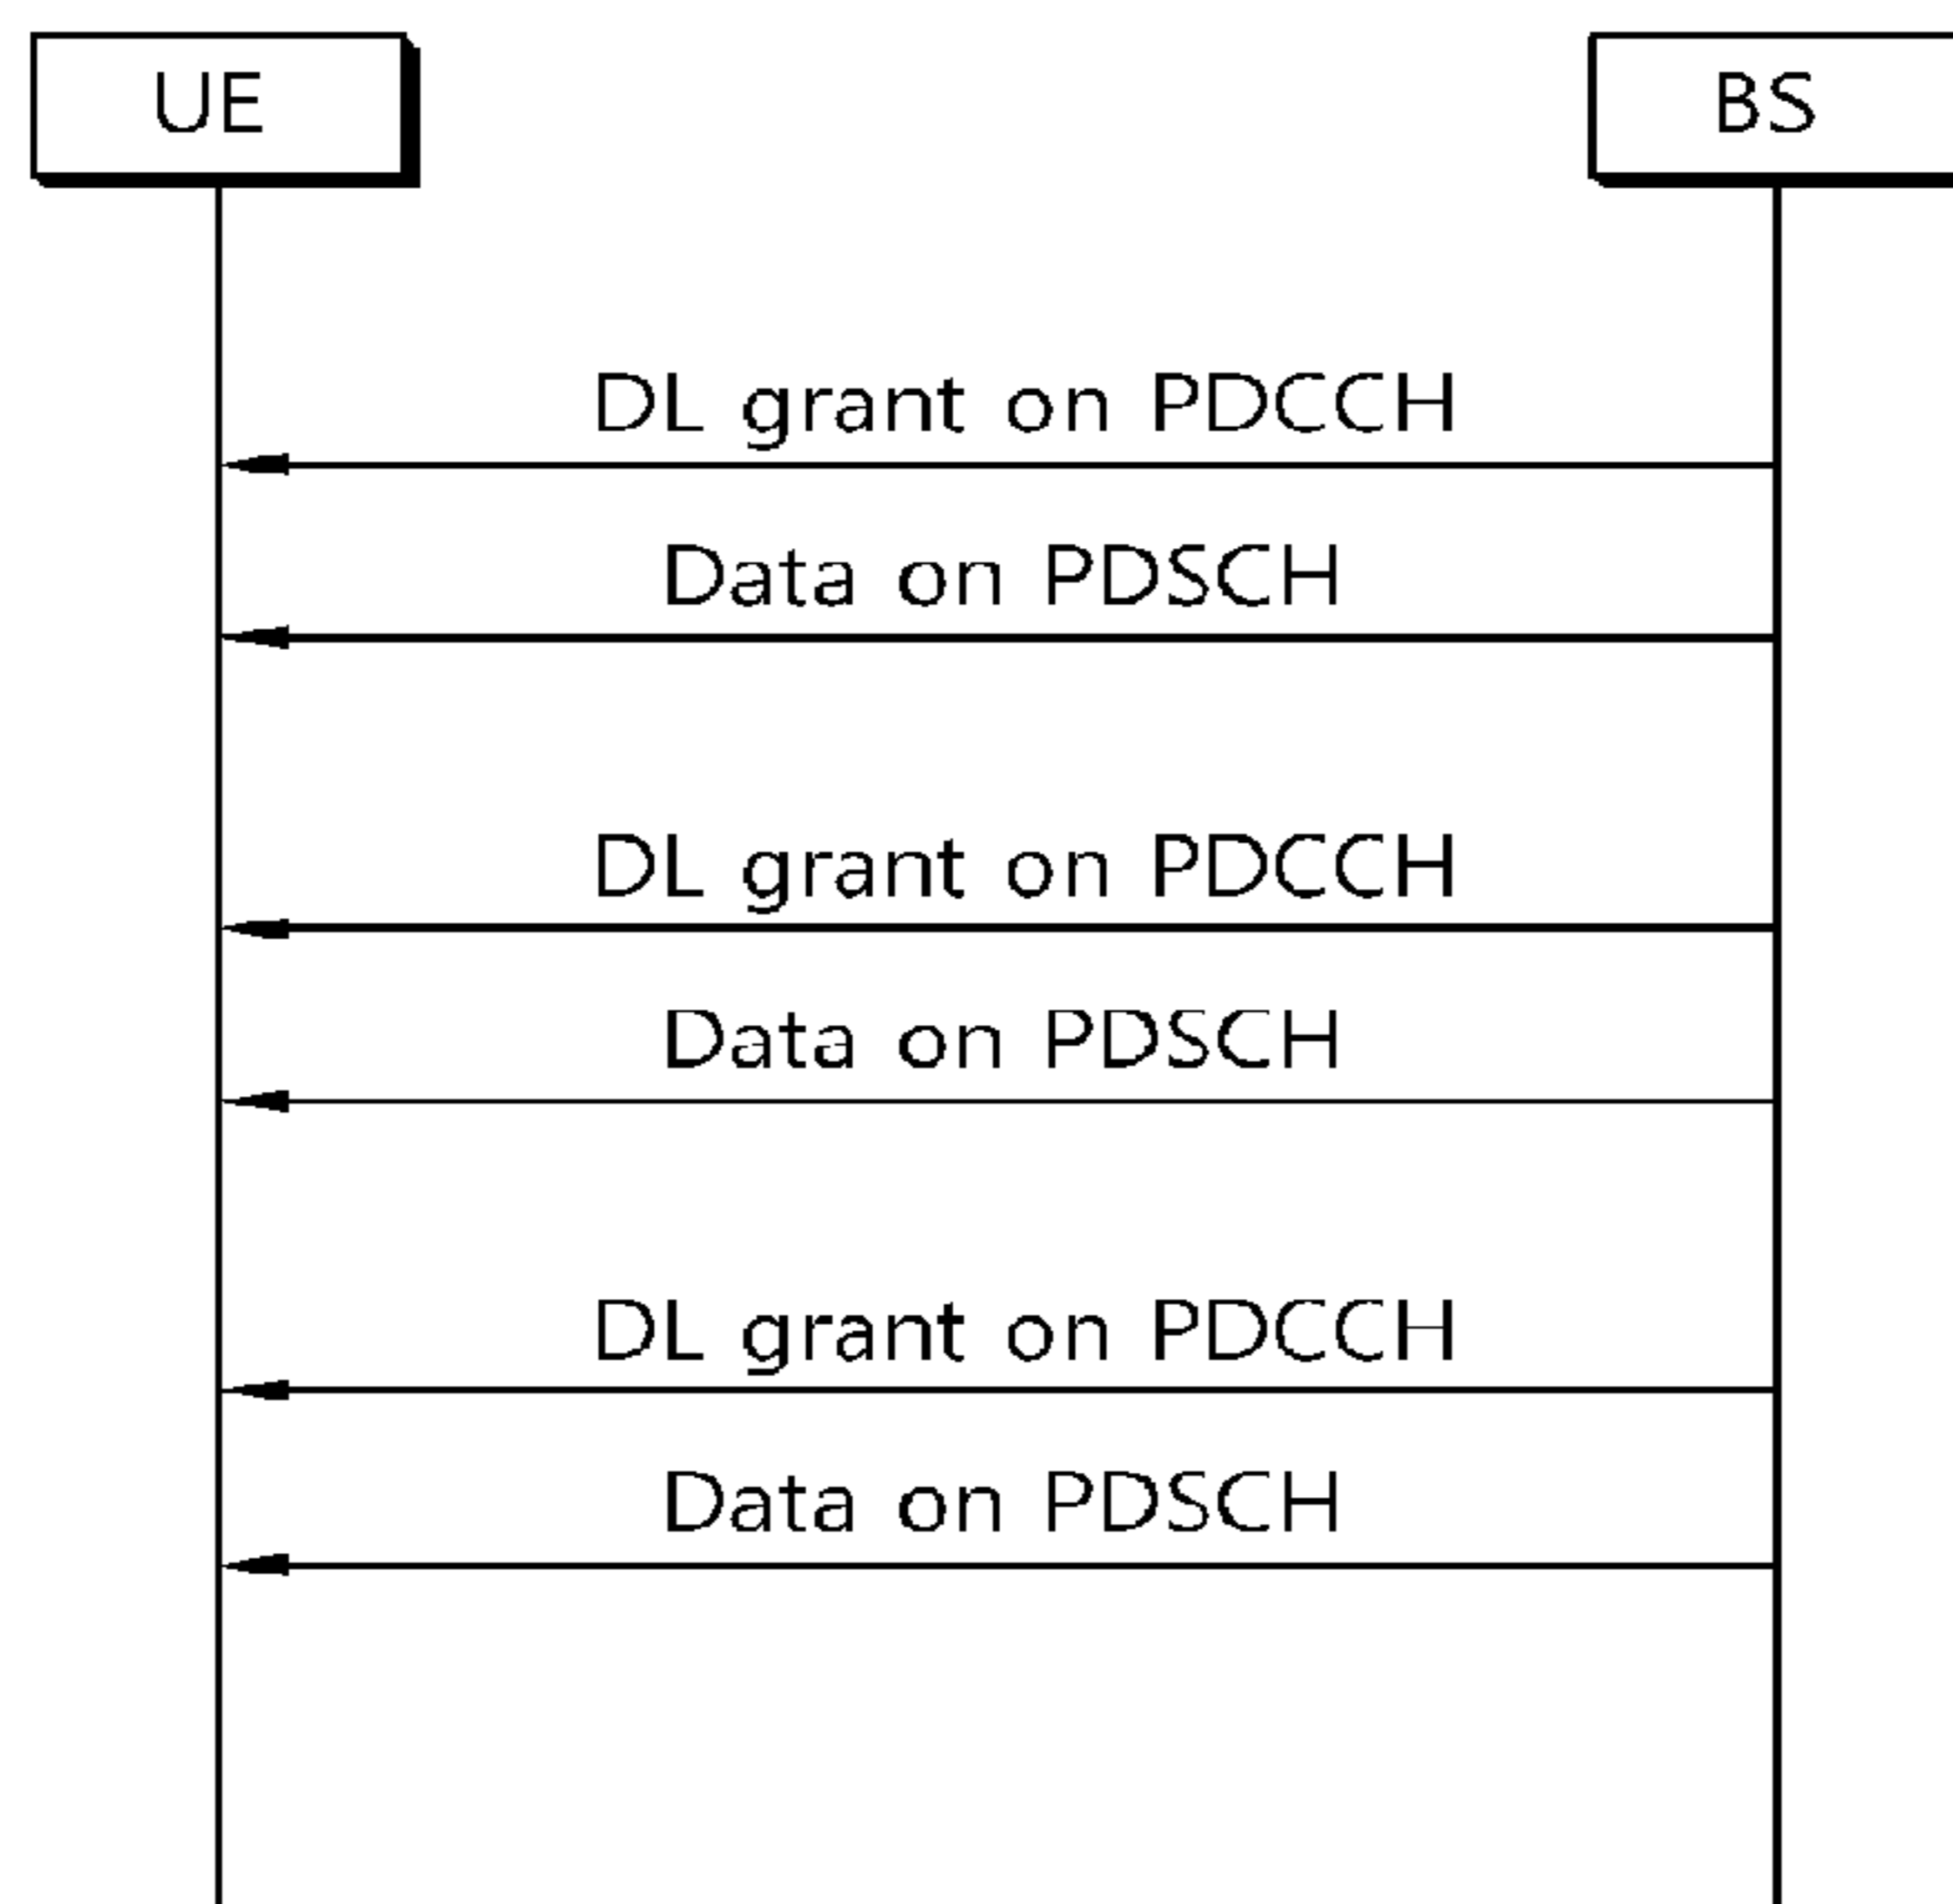 UE
BS
DL grant on PDCCH
Data on PDSCH
DL grant on PDCCH
Data on PDSCH
DL grant on PDCCH
Data on PDSCH